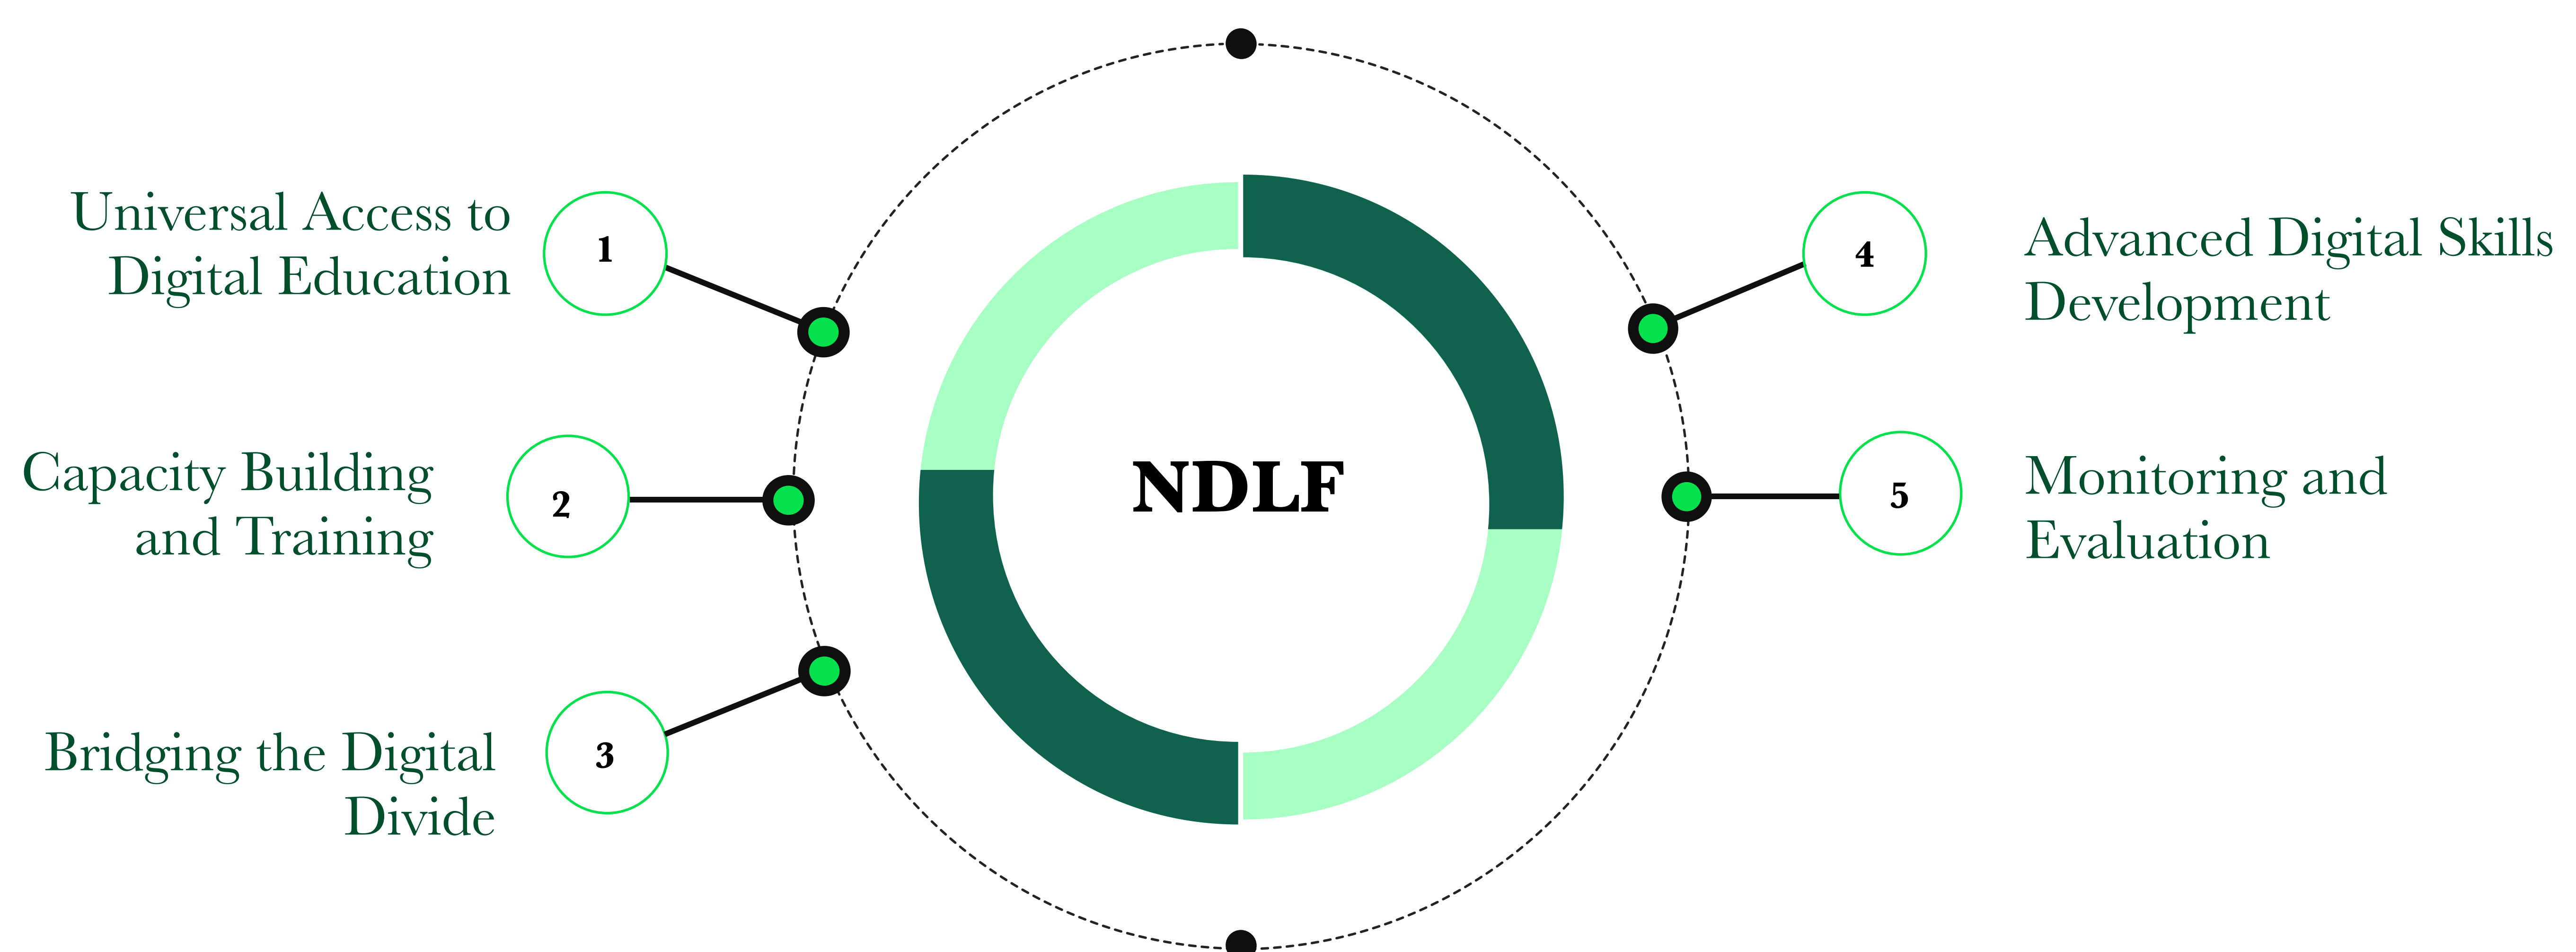 Universal Access to
Digital Education
1
Capacity Building
and Training
2
Bridging the Digital
Divide
3
NDLF
4
Advanced Digital Skills
Development
5
Monitoring and
Evaluation